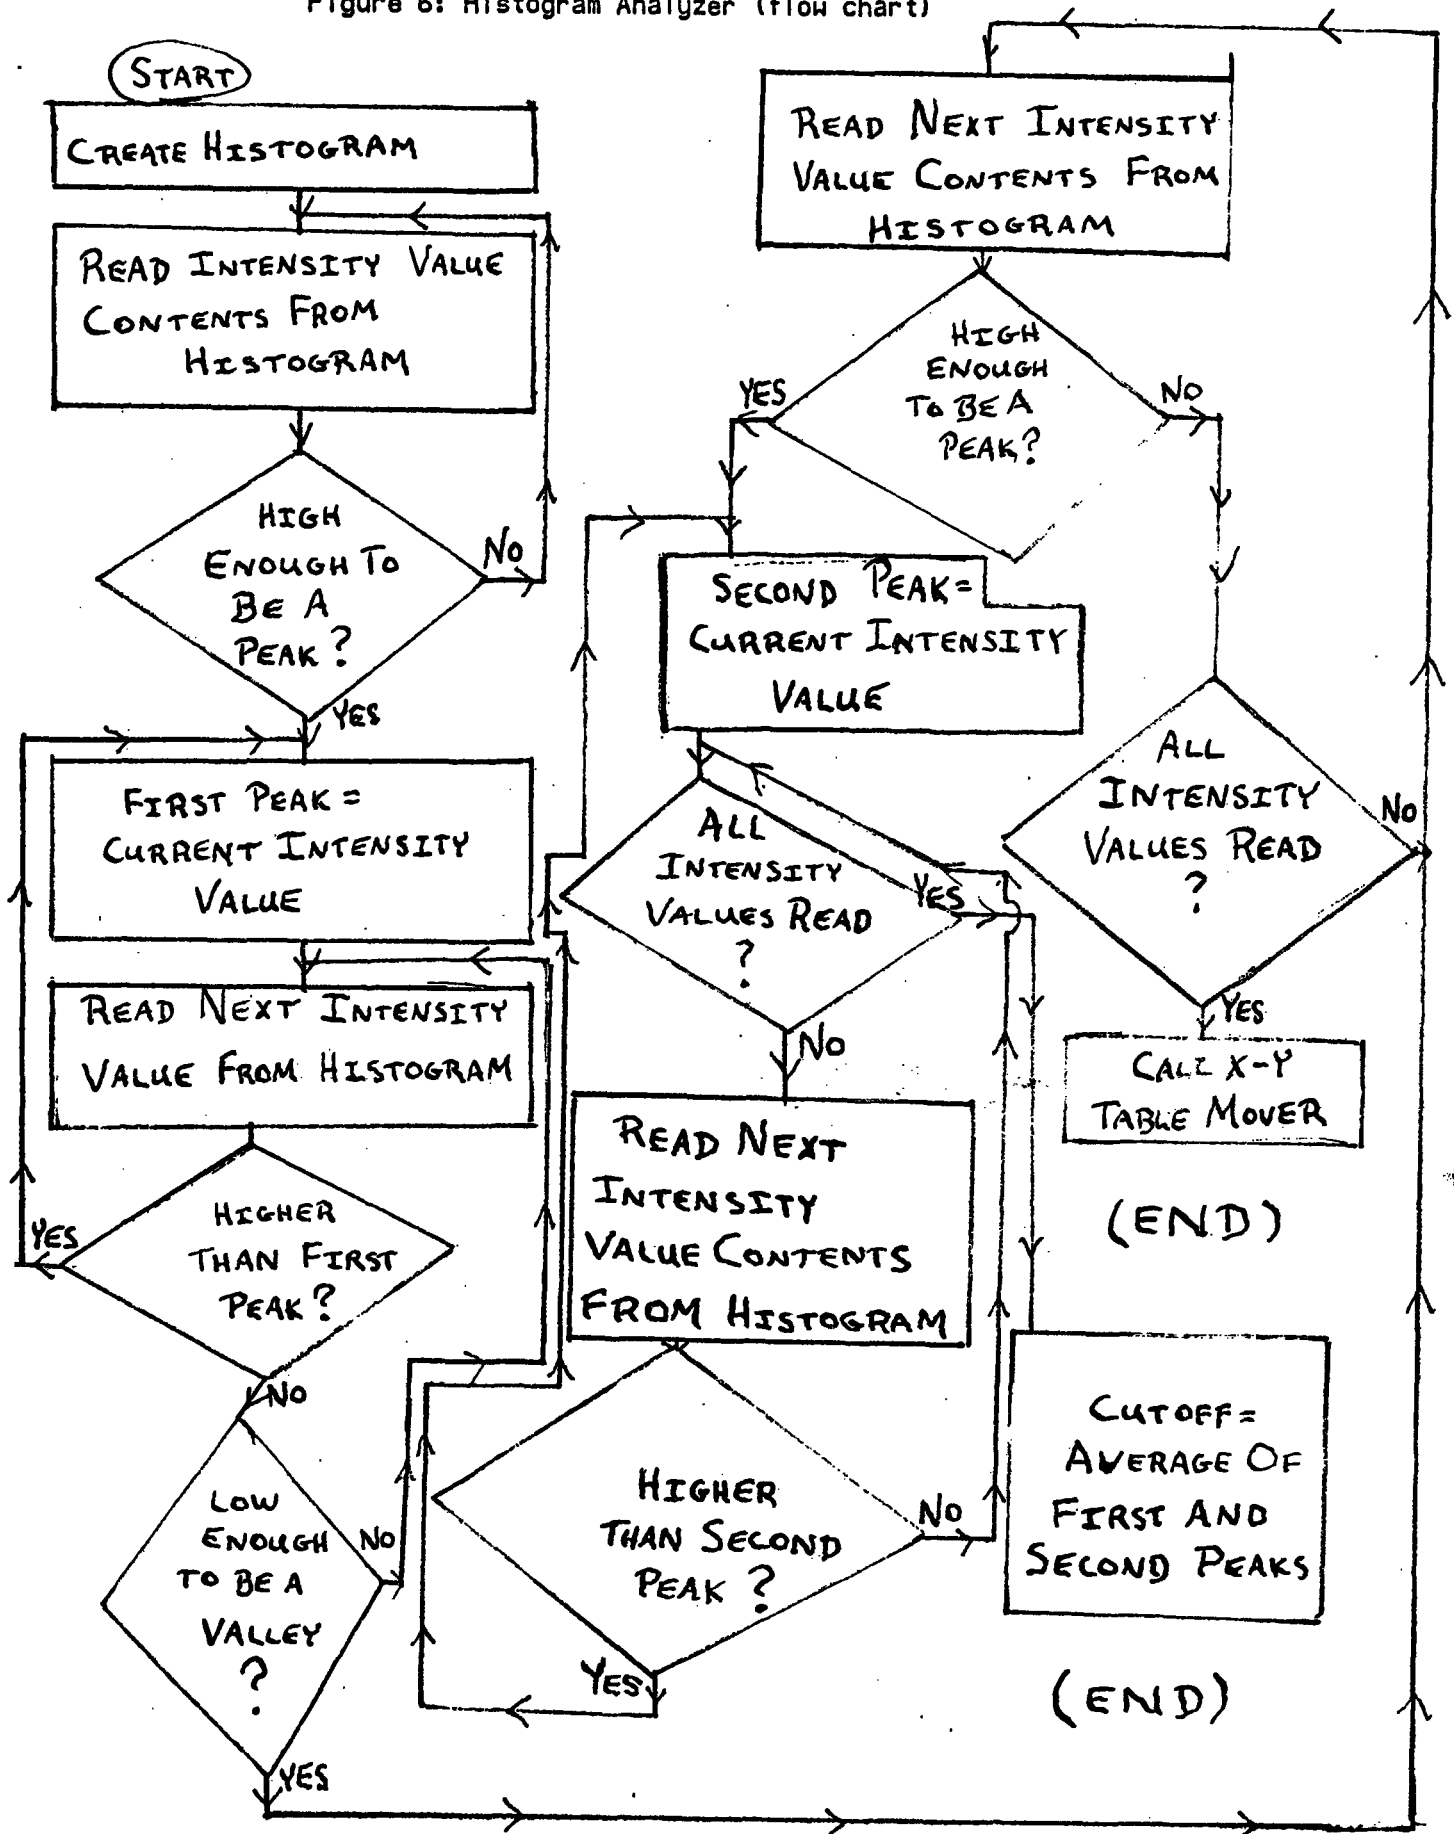 Figure 6: Histogram Analyzer (flow chart)
START
CREATE HISTOGRAM
READ INTENSITY VALUE
CONTENTS FROM
HISTOGRAM
HIGH
ENOUGH TO
BE A
PEAK?
NO
YES
FIRST PEAK =
CURRENT INTENSITY
VALUE
READ NEXT INTENSITY
VALUE FROM HISTOGRAM
HIGHER
THAN FIRST
PEAK?
YES
NO
LOW
ENOUGH
TO BE A
VALLEY
?
NO
YES
READ NEXT INTENSITY
VALUE CONTENTS FROM
HISTOGRAM
HIGH
ENOUGH
TO BE A
PEAK?
YES
NO
SECOND PEAK=
CURRENT INTENSITY
VALUE
ALL
INTENSITY
VALUES READ
?
YES
NO
READ NEXT
INTENSITY
VALUE CONTENTS
FROM HISTOGRAM
HIGHER
THAN SECOND
PEAK?
NO
YES
ALL
INTENSITY
VALUES READ
?
NO
YES
CALL X-Y
TABLE MOVER
(END)
CUTOFF=
AVERAGE OF
FIRST AND
SECOND PEAKS
(END)